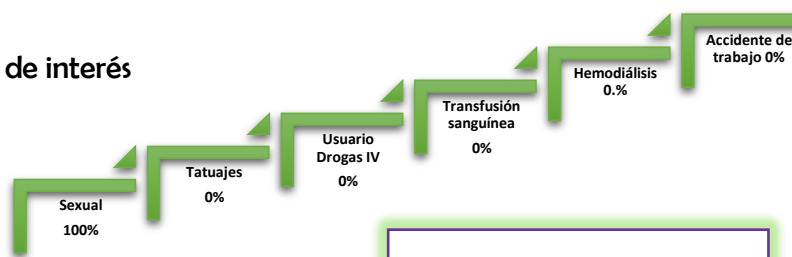 de interés
Sexual
100%
Tatuajes
0%
Usuario
Drogas IV
0%
Transfusión
sanguínea
0%
Hemodiálisis
0.%
Accidente de
trabajo 0%